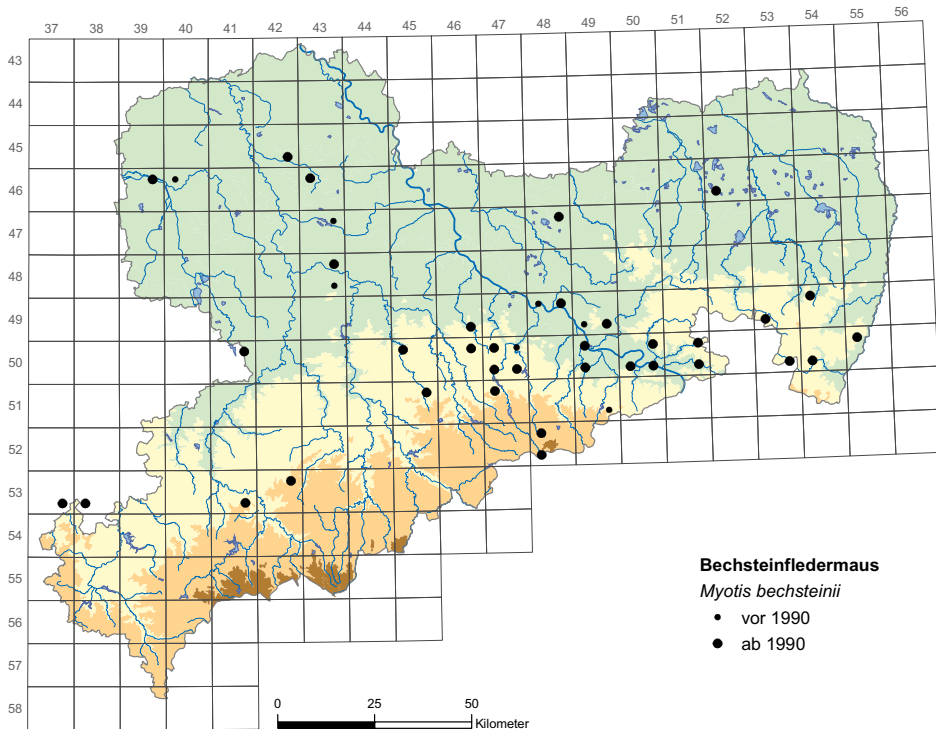 37 38 39 40 41 42 43 44 45 46 47 48 49 50 51 52 53 54 55 56
43
44
45
46
47
48
49
50
51
52
53
54
55
56
57
58
Bechsteinfledermaus
Myotis bechsteinii
vor 1990
ab 1990
0 25 50
Kilometer